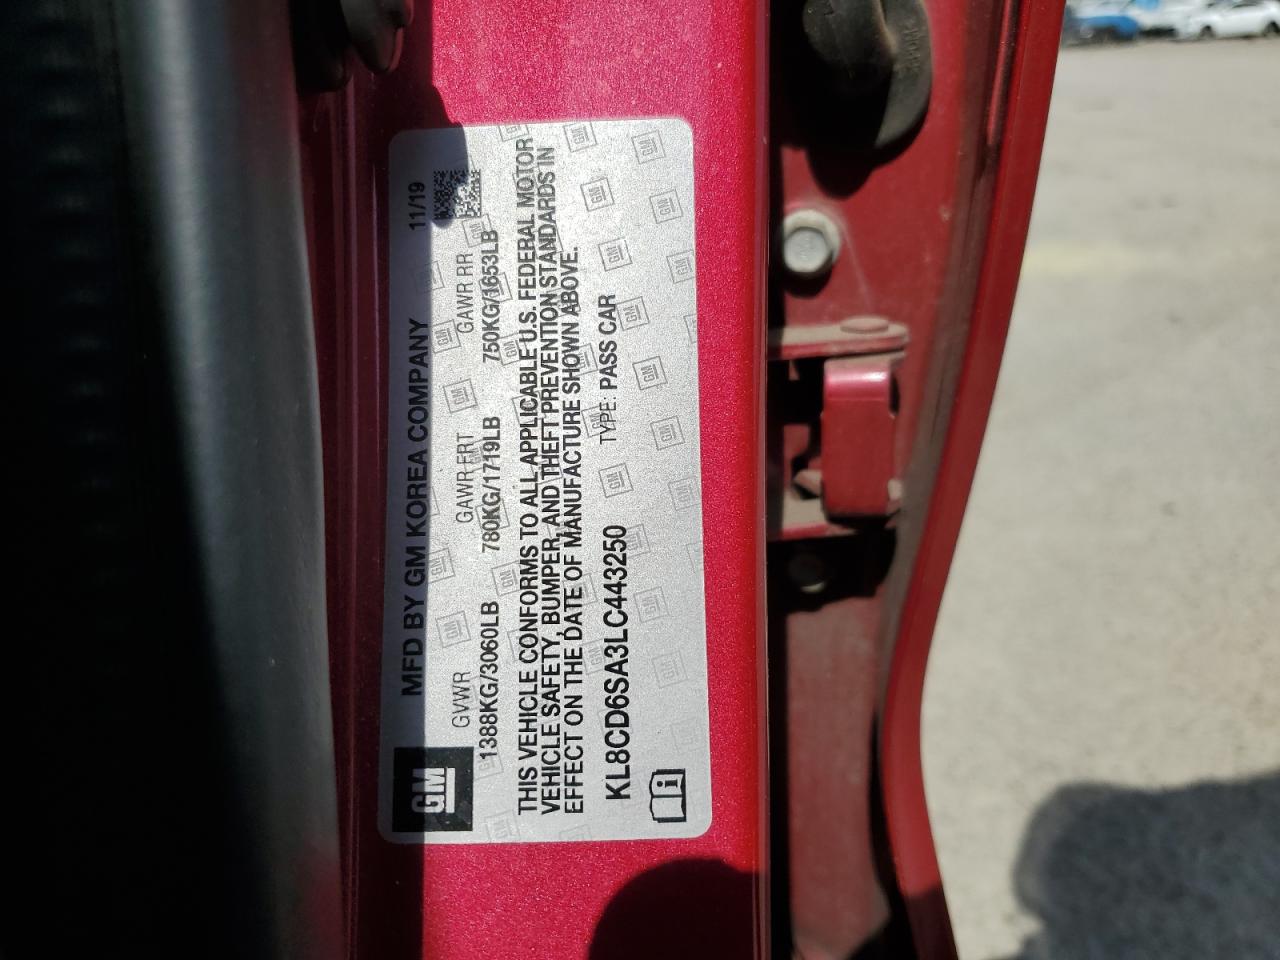 GM
MFD BY GM KOREA COMPANY 11/19
GVWR GAWR FRT GAWR RR
1388KG/3060LB 780KG/1719LB 750KG/1653LB
THIS VEHICLE CONFORMS TO ALL APPLICABLE U.S. FEDERAL MOTOR
VEHICLE SAFETY, BUMPER, AND THEFT PREVENTION STANDARDS IN
EFFECT ON THE DATE OF MANUFACTURE SHOWN ABOVE.
KL8CD6SA3LC443250 TYPE: PASS CAR